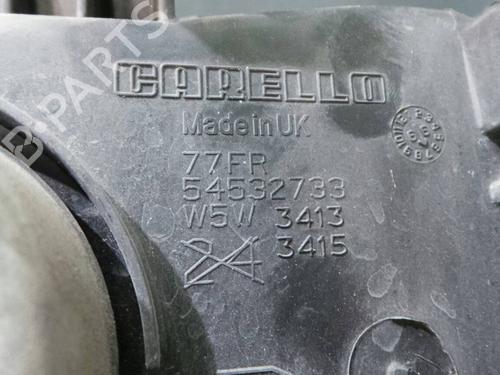 B-PARTS
CARELLO
Made in UK
77FR
54532733
W5W 3413
24 3415